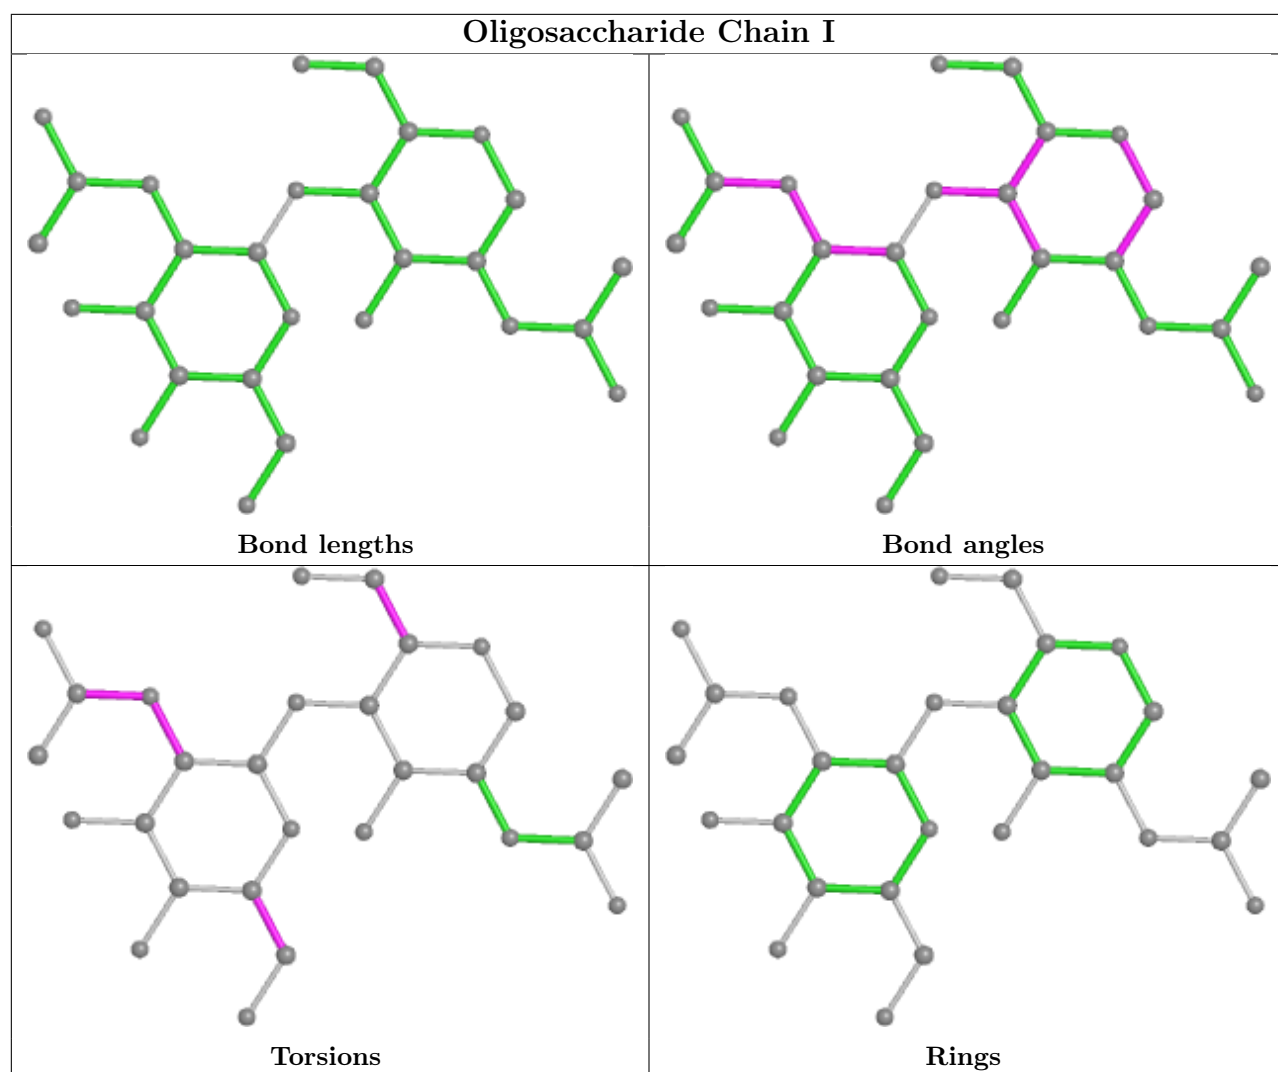 Oligosaccharide Chain I
Bond lengths
Bond angles
Torsions
Rings